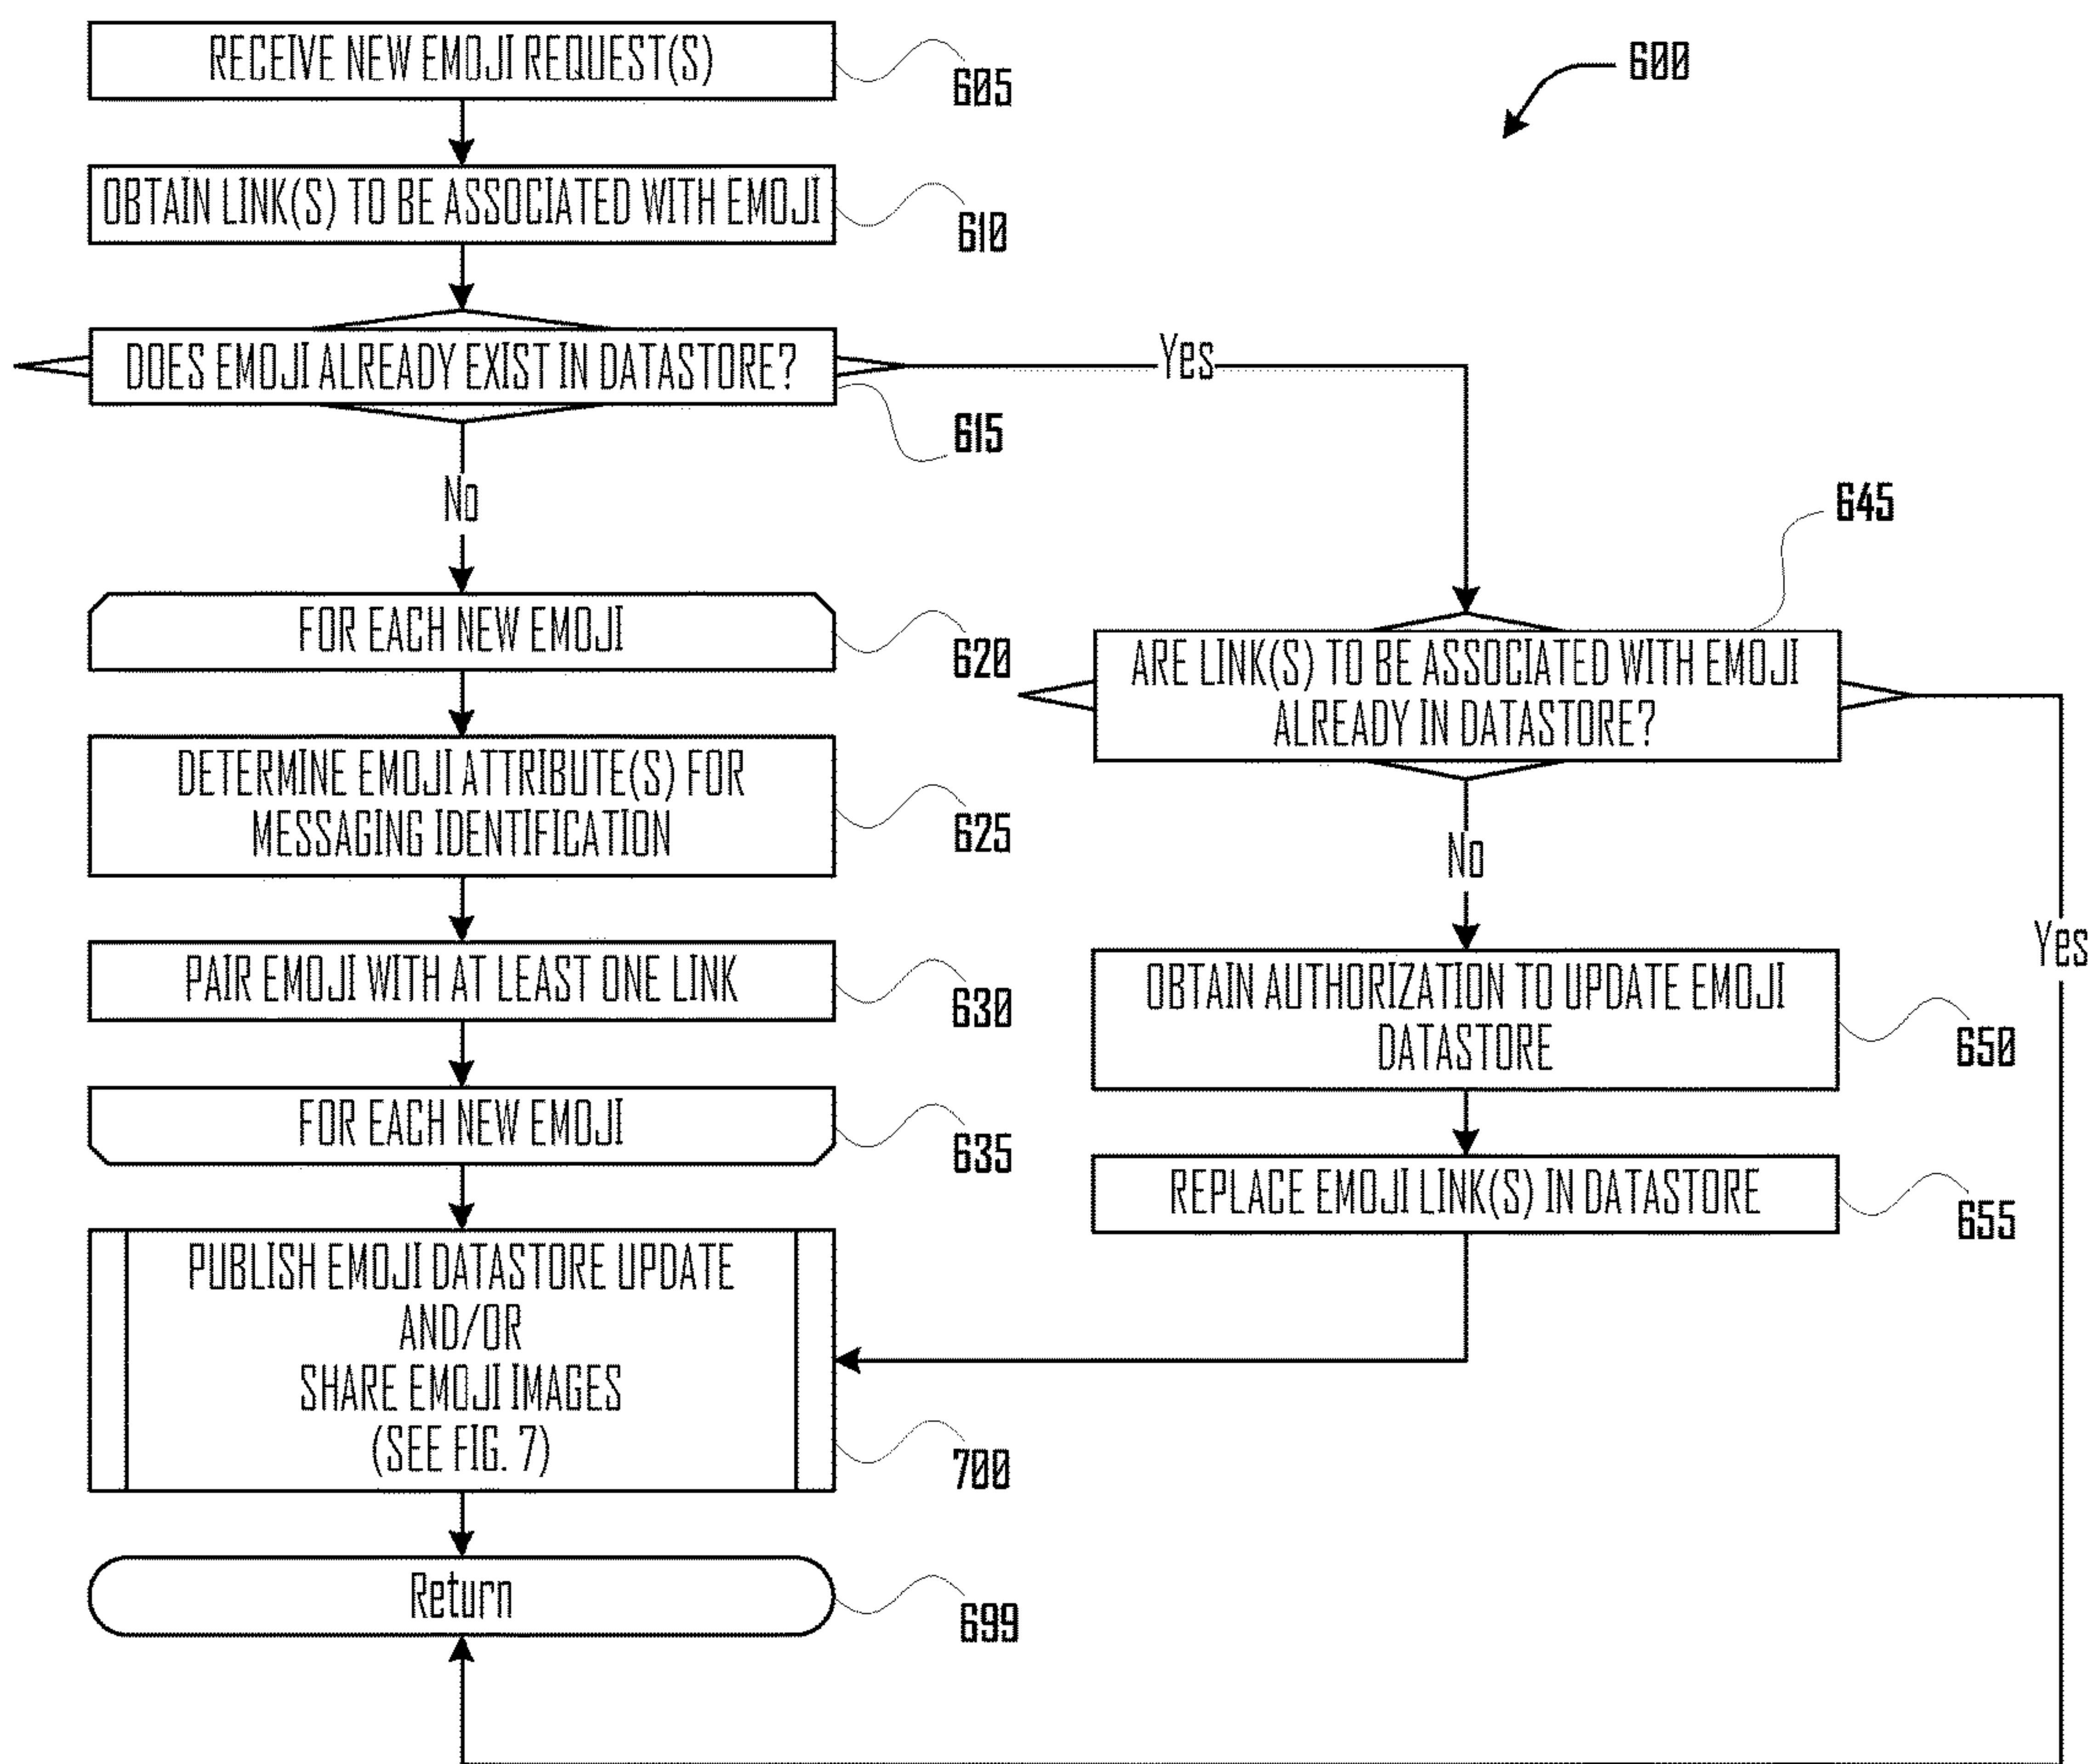 RECEIVE NEW EMOJI REQUEST(S)
605
600
OBTAIN LINK(S) TO BE ASSOCIATED WITH EMOJI
610
DOES EMOJI ALREADY EXIST IN DATASTORE?
615
Yes
No
FOR EACH NEW EMOJI
620
DETERMINE EMOJI ATTRIBUTE(S) FOR
MESSAGING IDENTIFICATION
625
PAIR EMOJI WITH AT LEAST ONE LINK
630
FOR EACH NEW EMOJI
635
645
ARE LINK(S) TO BE ASSOCIATED WITH EMOJI
ALREADY IN DATASTORE?
No
Yes
OBTAIN AUTHORIZATION TO UPDATE EMOJI
DATASTORE
650
REPLACE EMOJI LINK(S) IN DATASTORE
655
PUBLISH EMOJI DATASTORE UPDATE
AND/OR
SHARE EMOJI IMAGES
(SEE FIG. 7)
700
Return
699